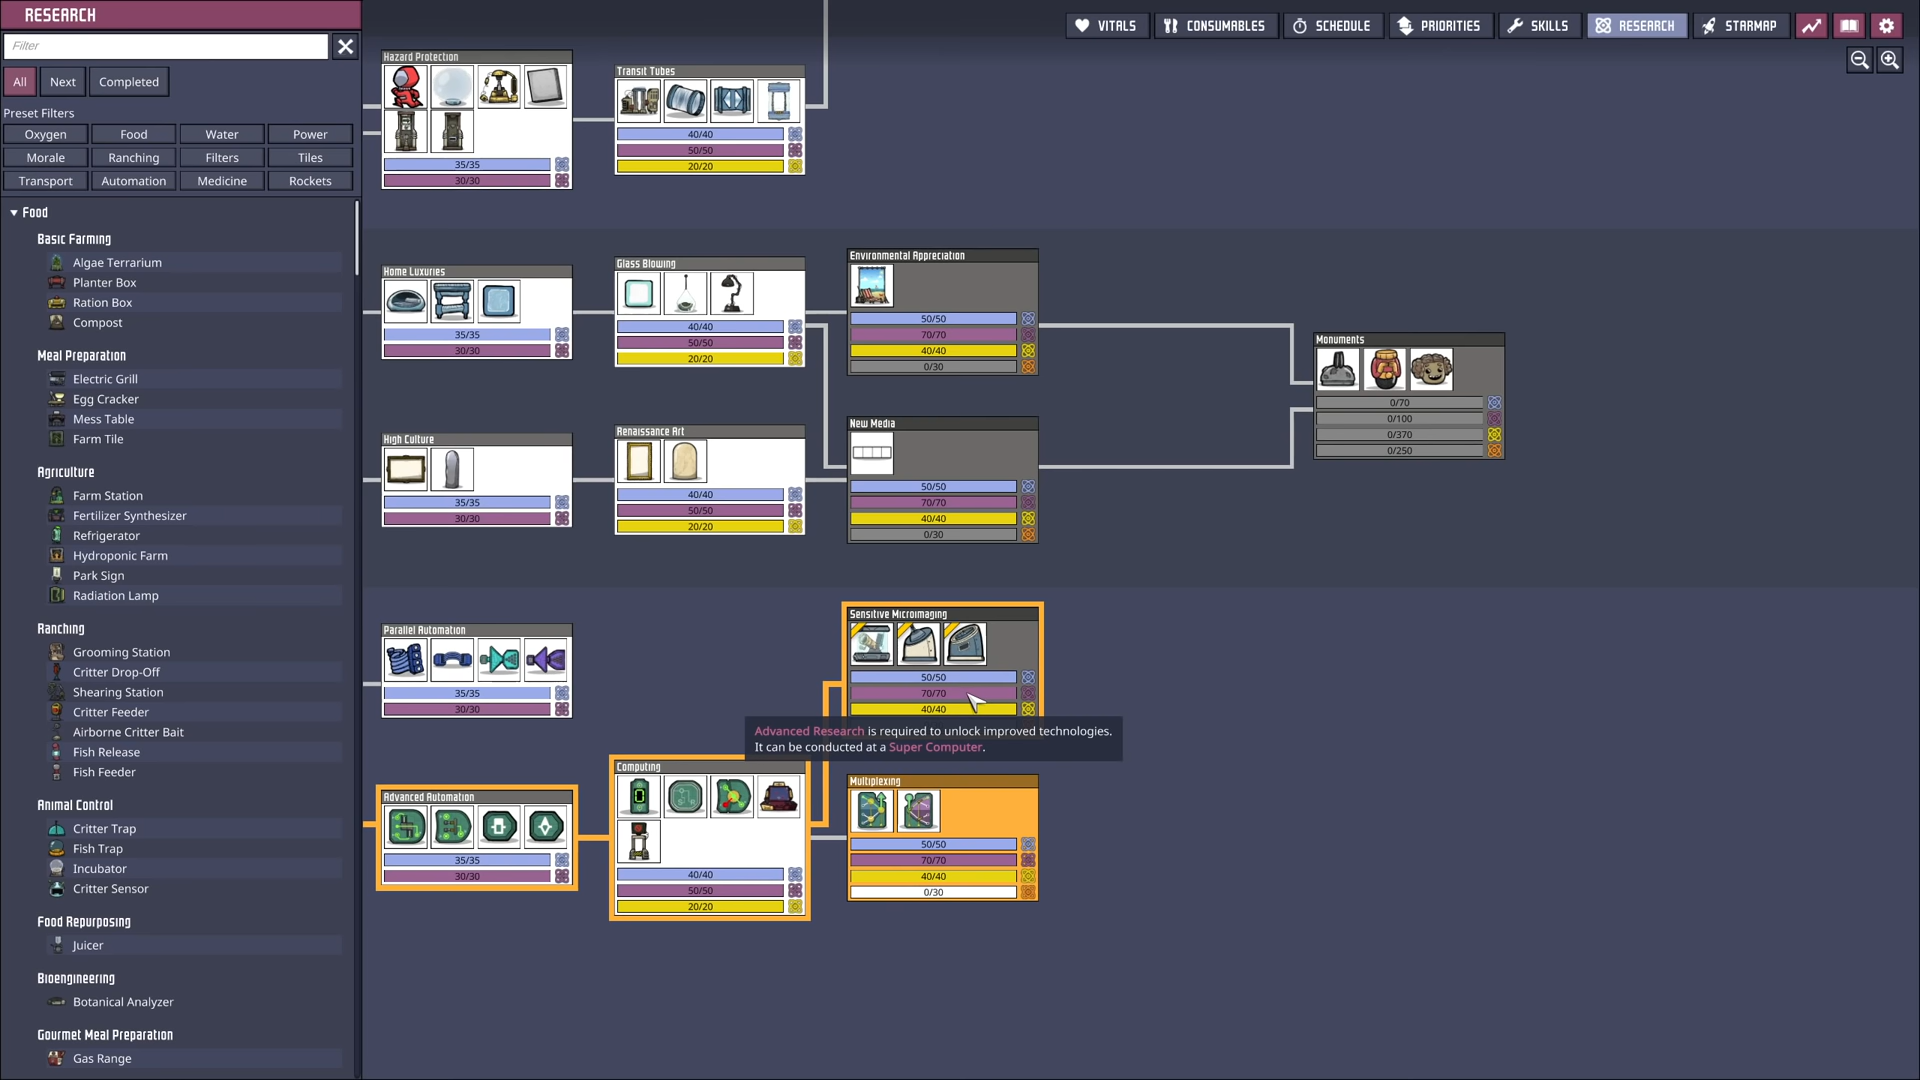 RESEARCH
Filter
All Next Completed
Preset Filters
Oxygen Food Water Power
Morale Ranching Filters Tiles
Transport Automation Medicine Rockets
Food
Basic Farming
Algae Terrarium
Planter Box
Ration Box
Compost
Meal Preparation
Electric Grill
Egg Cracker
Mess Table
Farm Tile
Agriculture
Farm Station
Fertilizer Synthesizer
Refrigerator
Hydroponic Farm
Park Sign
Radiation Lamp
Ranching
Grooming Station
Critter Drop-Off
Shearing Station
Critter Feeder
Airborne Critter Bait
Fish Release
Fish Feeder
Animal Control
Critter Trap
Fish Trap
Incubator
Critter Sensor
Food Repurposing
Juicer
Bioengineering
Botanical Analyzer
Gourmet Meal Preparation
Gas Range
VITALS CONSUMABLES SCHEDULE PRIORITIES SKILLS RESEARCH STARMAP
Hazard Protection
35/35
30/30
Transit Tubes
40/40
50/50
20/20
Home Luxuries
35/35
30/30
Glass Blowing
40/40
50/50
20/20
Environmental Appreciation
50/50
70/70
40/40
0/30
Monuments
0/70
0/100
0/370
0/250
High Culture
35/35
30/30
Renaissance Art
40/40
50/50
20/20
New Media
50/50
70/70
40/40
0/30
Parallel Automation
35/35
30/30
Sensitive Microimaging
50/50
70/70
40/40
Advanced Research is required to unlock improved technologies.
It can be conducted at a Super Computer.
Advanced Automation
35/35
30/30
Computing
40/40
50/50
20/20
Multiplexing
50/50
70/70
40/40
0/30